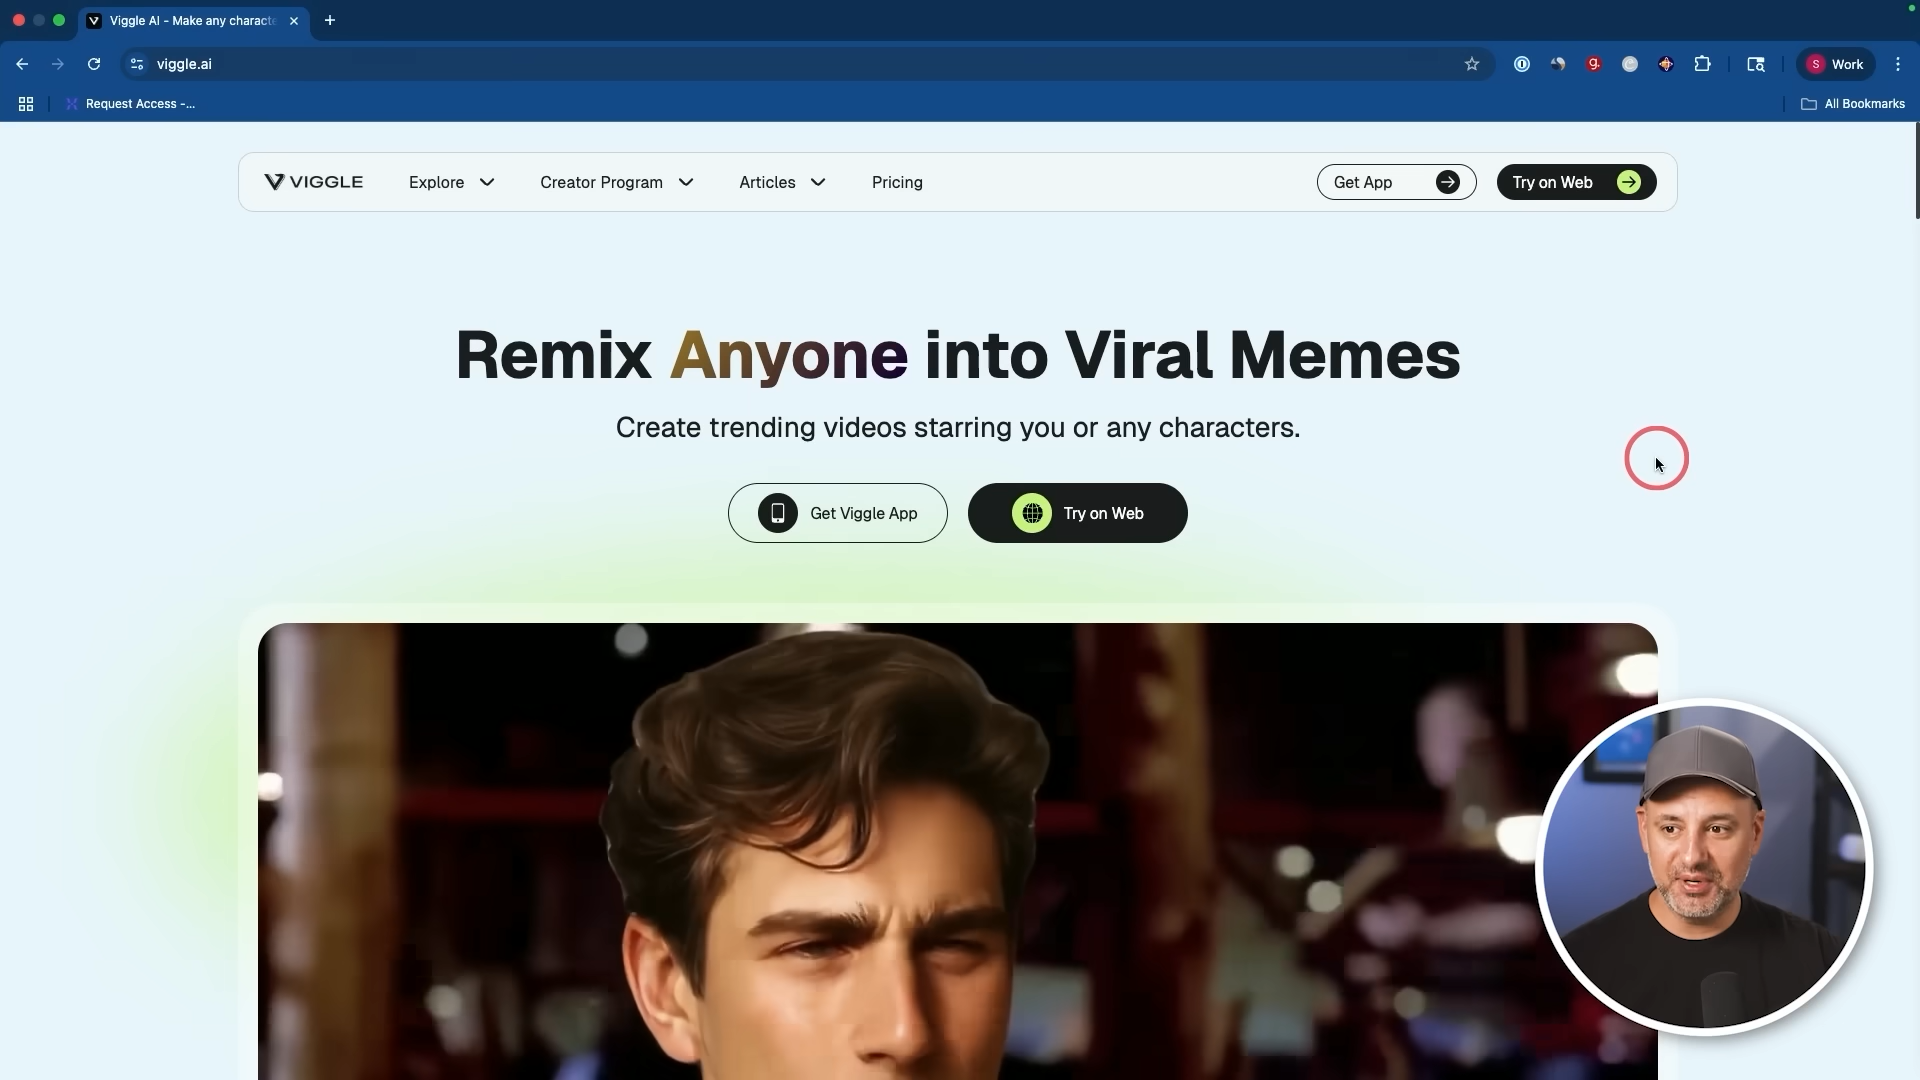 Viggle AI - Make any charact
viggle.ai
S Work
Request Access -...
All Bookmarks
VIGGLE
Explore
Creator Program
Articles
Pricing
Get App
Try on Web
Remix Anyone into Viral Memes
Create trending videos starring you or any characters.
Get Viggle App
Try on Web